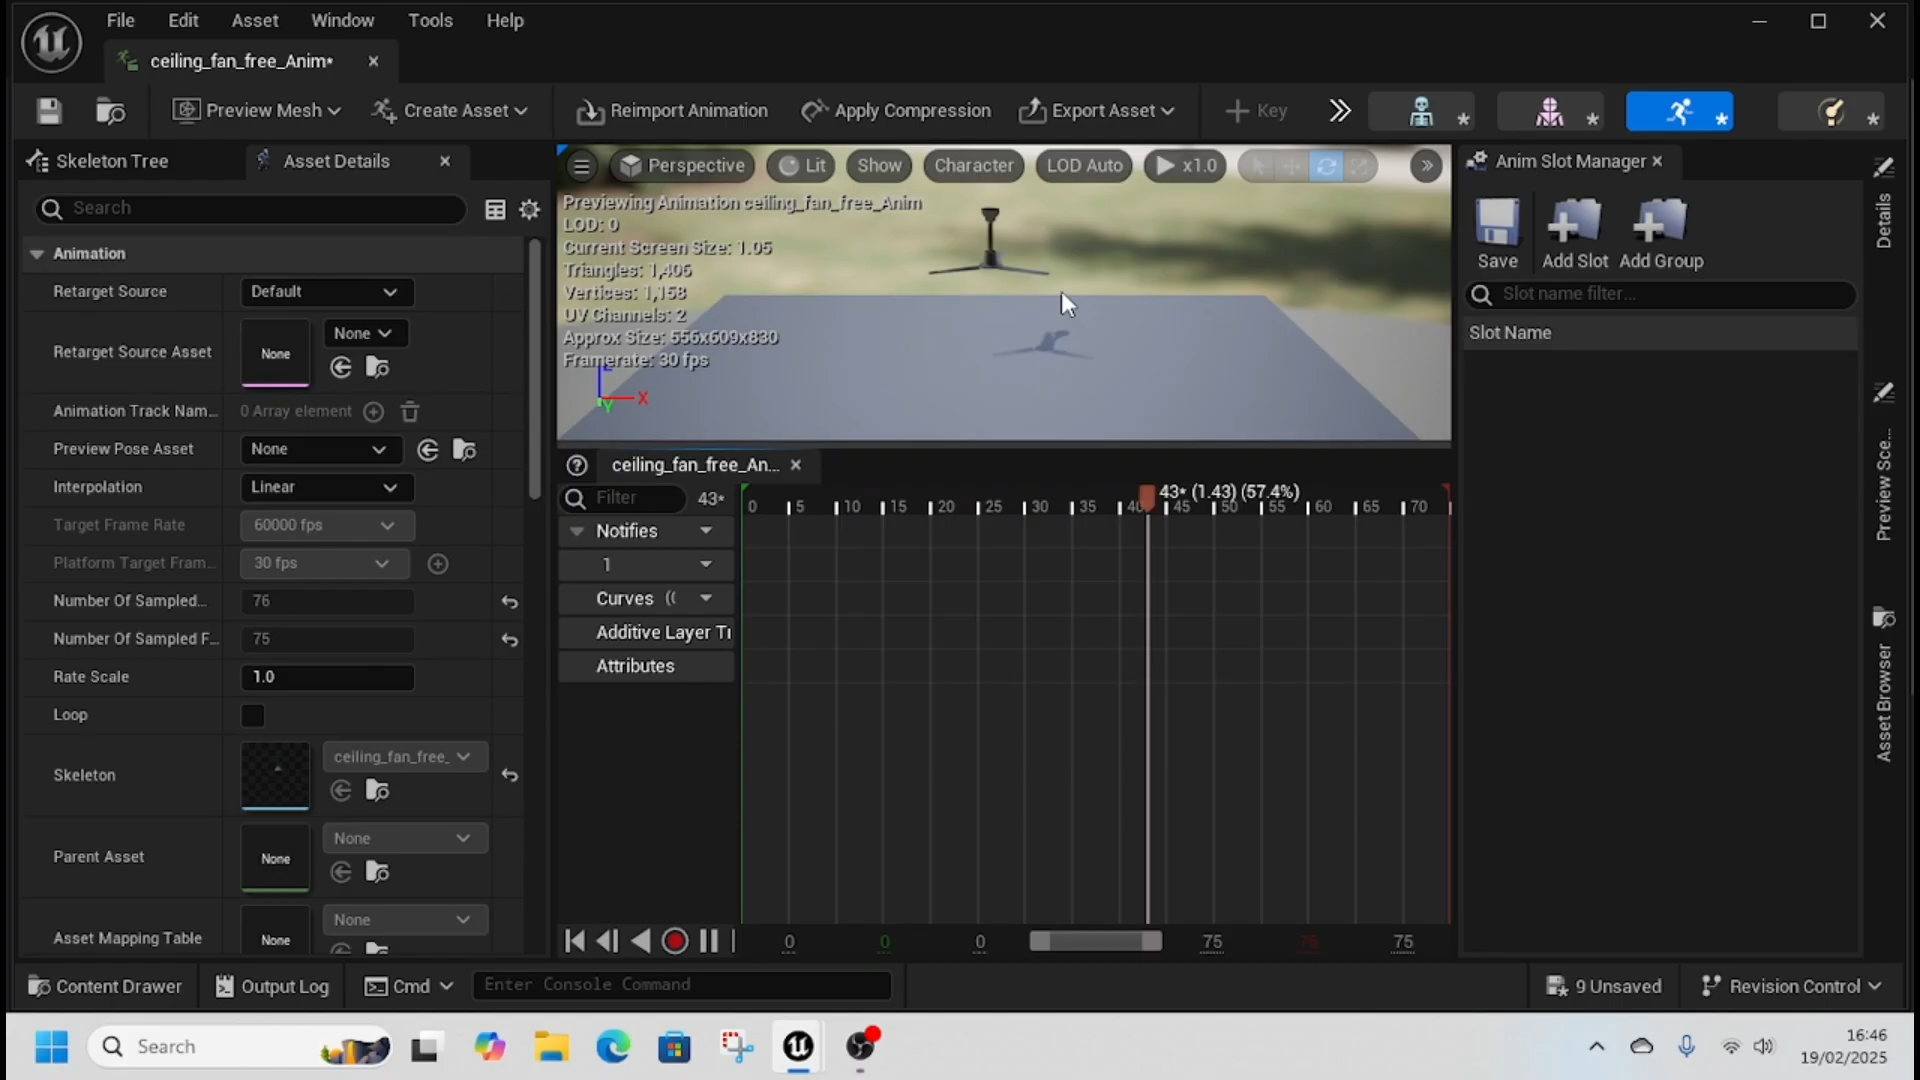 File Edit Asset Window Tools Help
ceiling_fan_free_Anim*
Preview Mesh Create Asset Reimport Animation Apply Compression Export Asset Key
Skeleton Tree Asset Details
Search
Animation
Retarget Source Default
Retarget Source Asset None None
Animation Track Nam... 0 Array element
Preview Pose Asset None
Interpolation Linear
Target Frame Rate 60000 fps
Platform Target Fram... 30 fps
Number Of Sampled... 76
Number Of Sampled F... 75
Rate Scale 1.0
Loop
Skeleton ceiling_fan_free_
Parent Asset None None
Asset Mapping Table None None
Perspective Lit Show Character LOD Auto x1.0
Previewing Animation ceiling_fan_free_Anim
LOD: 0
Current Screen Size: 1.05
Triangles: 1,406
Vertices: 1,158
UV Channels: 2
Approx Size: 556x609x830
Framerate: 30 fps
X
Y
ceiling_fan_free_An...
Filter 43*
43* (1.43) (57.4%)
0 5 10 15 20 25 30 35 40 45 50 55 60 65 70
Notifies
1
Curves
Additive Layer Tr
Attributes
0 0 0 75 75 75
Anim Slot Manager
Save Add Slot Add Group
Slot name filter...
Slot Name
Details
Preview Sce...
Asset Browser
Content Drawer Output Log Cmd Enter Console Command 9 Unsaved Revision Control
Search
16:46
19/02/2025